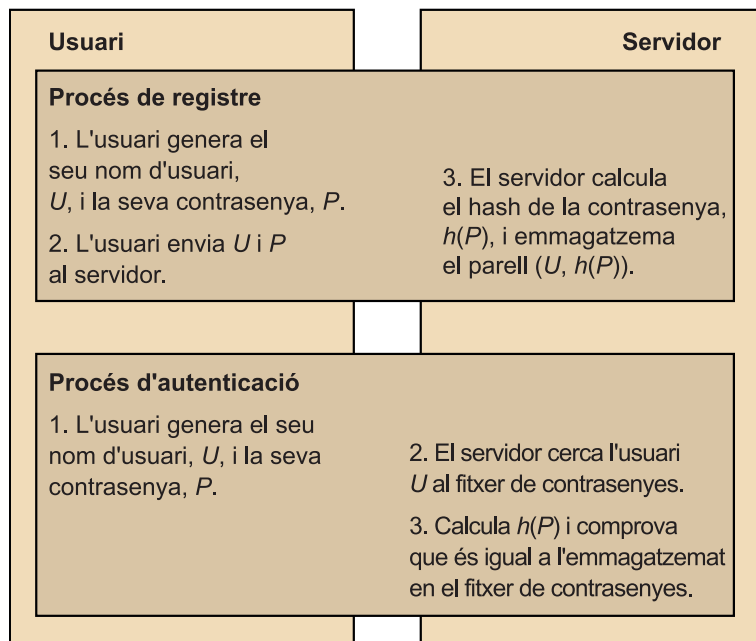 Usuari
Servidor
Procés de registre
1. L'usuari genera el
seu nom d'usuari,
U, i la seva contrasenya, P.
2. L'usuari envia U i P
al servidor.
3. El servidor calcula
el hash de la contrasenya,
h(P), i emmagatzema
el parell (U, h(P)).
Procés d'autenticació
1. L'usuari genera el seu
nom d'usuari, U, i la seva
contrasenya, P.
2. El servidor cerca l'usuari
U al fitxer de contrasenyes.
3. Calcula h(P) i comprova
que és igual a l'emmagatzemat
en el fitxer de contrasenyes.